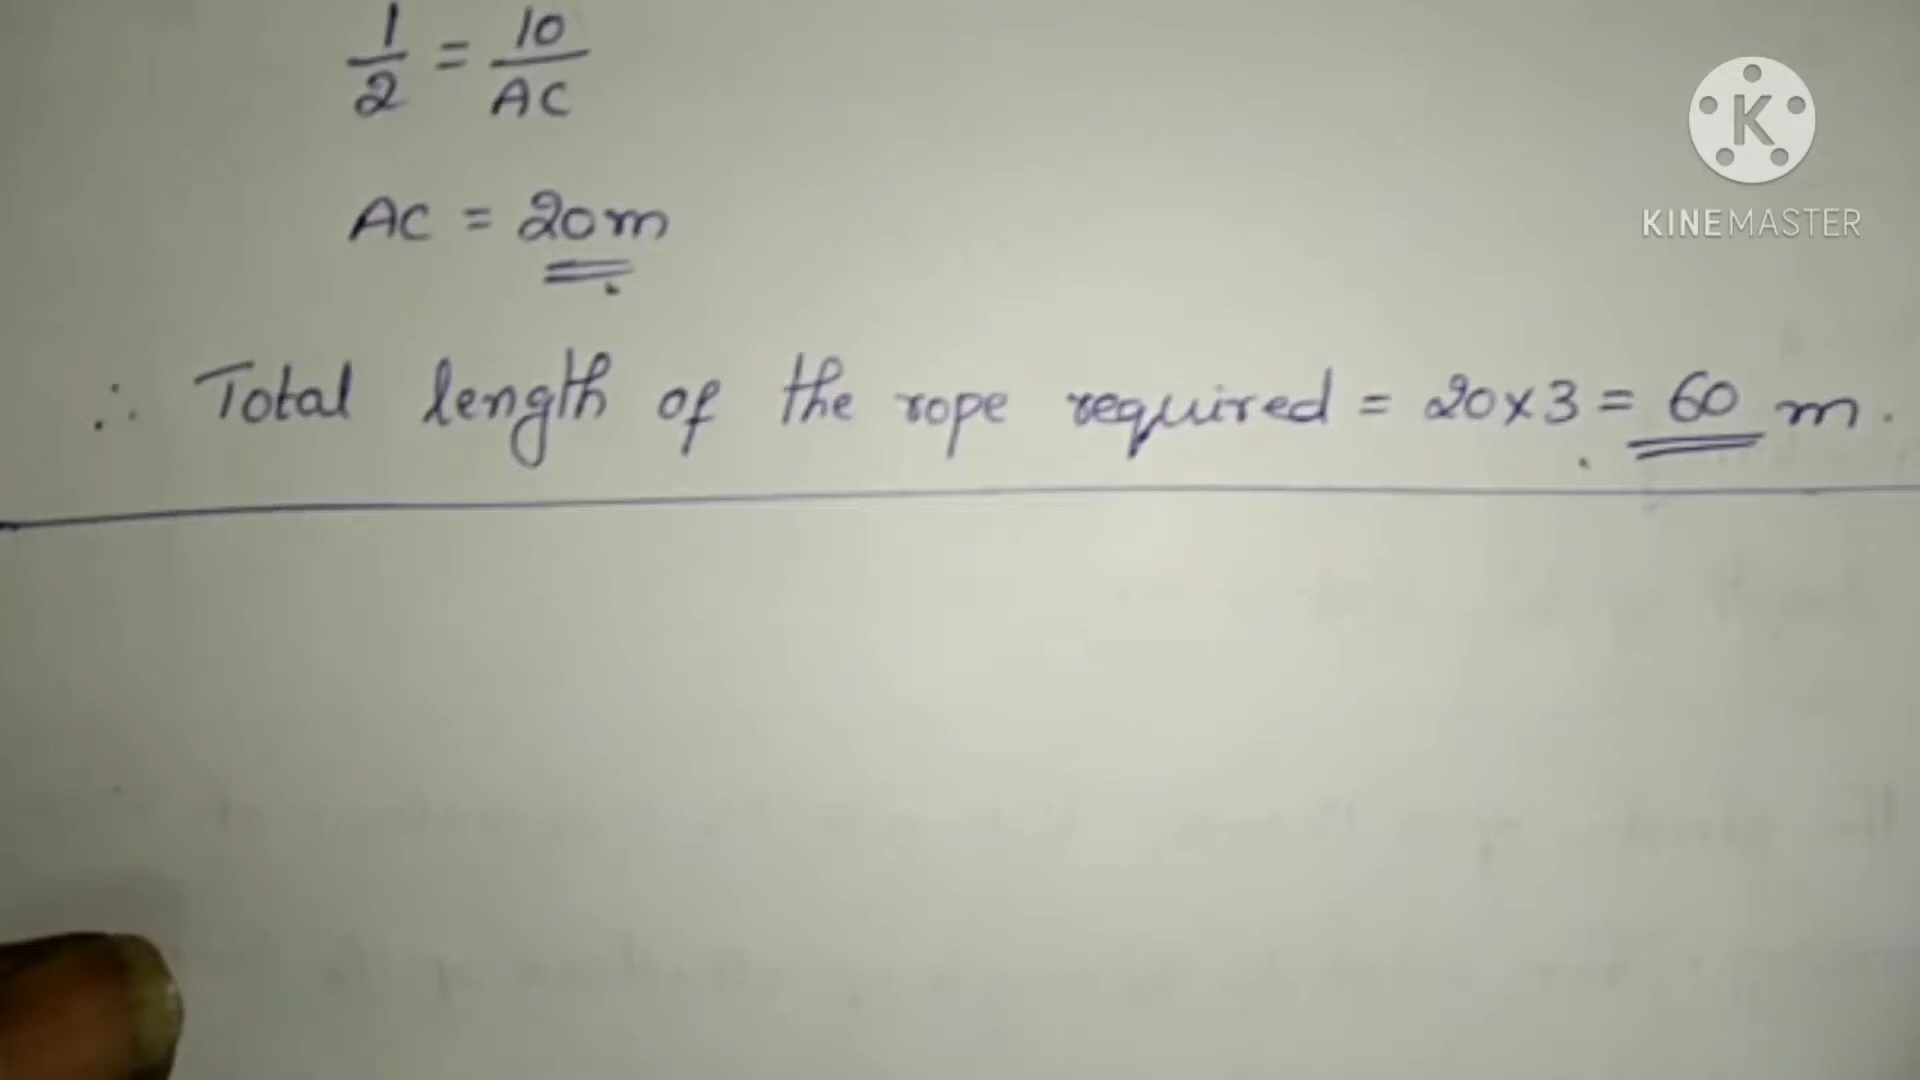 1/2 = 10/AC
K
KINEMASTER
AC = 20m
∴ Total length of the rope required = 20 x 3 = 60 m.